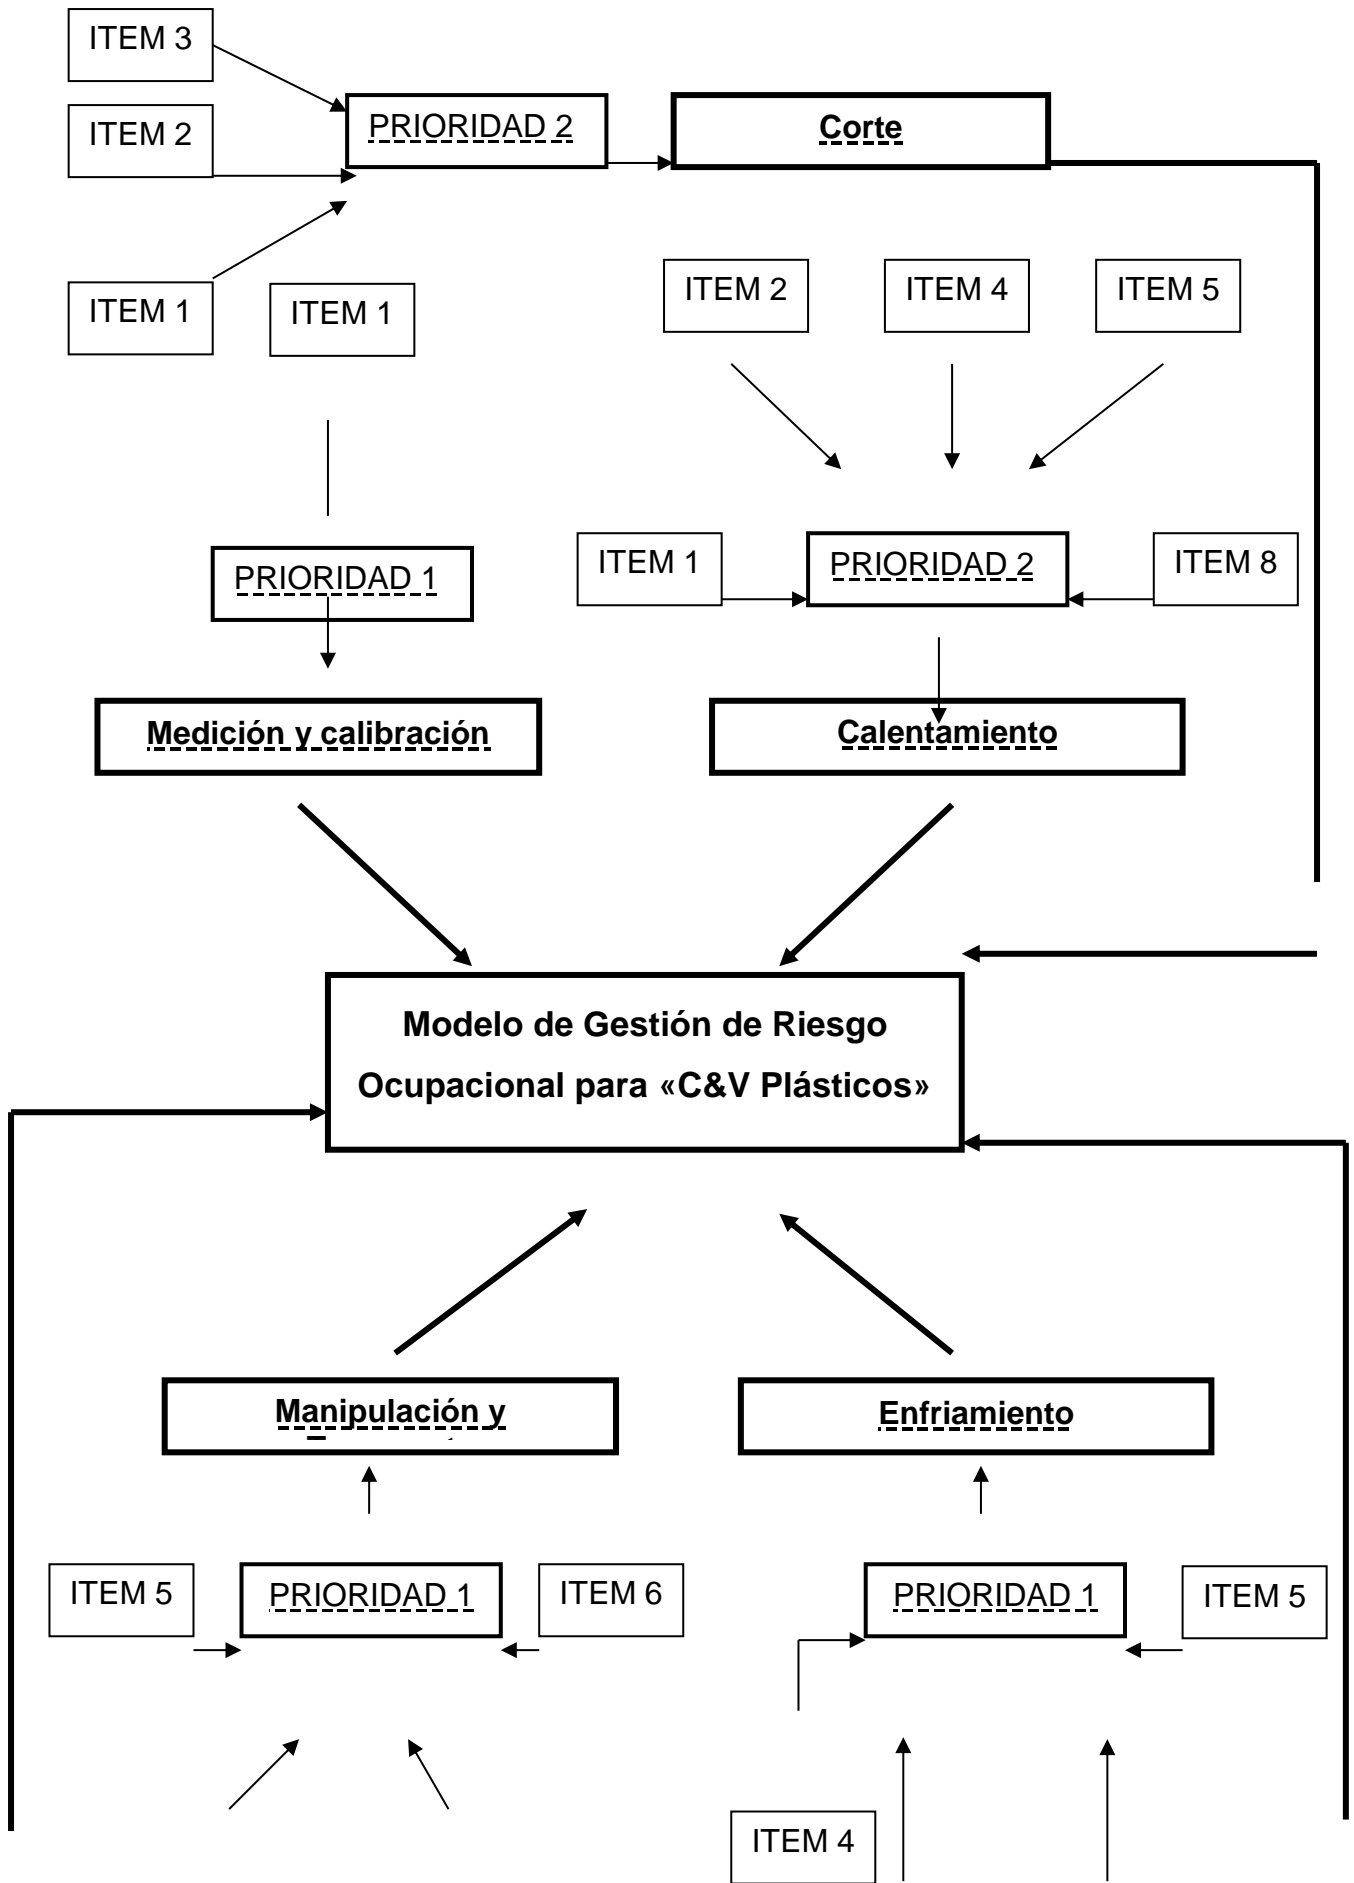 ITEM 3
ITEM 2
PRIORIDAD 2
Corte
ITEM 1
ITEM 1
ITEM 2
ITEM 4
ITEM 5
PRIORIDAD 1
ITEM 1
PRIORIDAD 2
ITEM 8
Medición y calibración
Calentamiento
Modelo de Gestión de Riesgo
Ocupacional para «C&V Plásticos»
Manipulación y
Enfriamiento
ITEM 5
PRIORIDAD 1
ITEM 6
PRIORIDAD 1
ITEM 5
ITEM 4